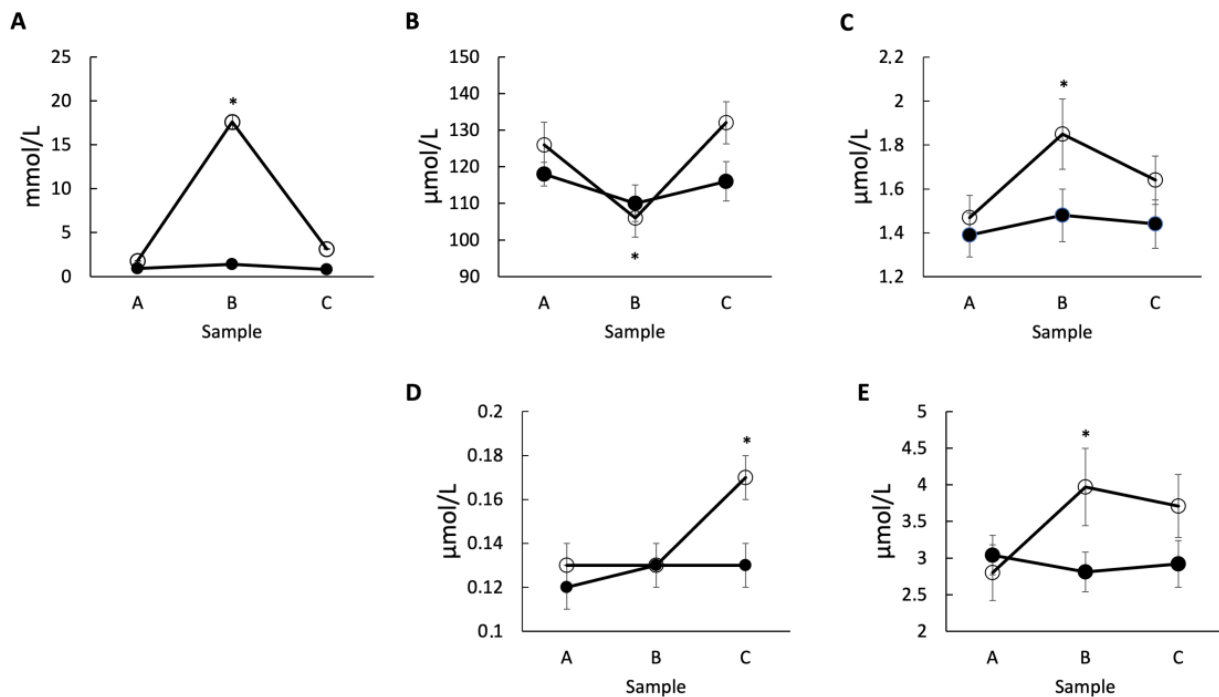 A
mmol/L
25
20
15
10
5
0
*
A B C
Sample
B
µmol/L
150
140
130
120
110
100
90
*
A B C
Sample
C
µmol/L
2.2
2
1.8
1.6
1.4
1.2
*
A B C
Sample
D
µmol/L
0.2
0.18
0.16
0.14
0.12
0.1
*
A B C
Sample
E
µmol/L
5
4.5
4
3.5
3
2.5
2
*
A B C
Sample